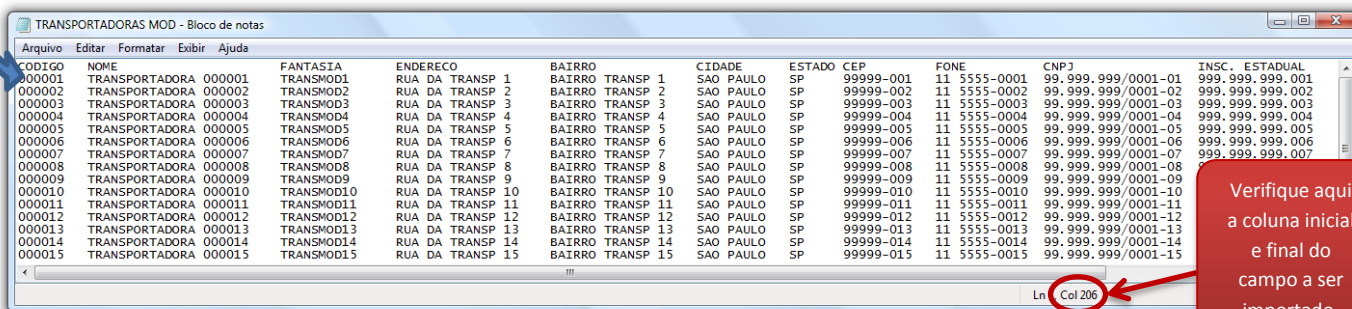 TRANSPORTADORAS MOD - Bloco de notas
Arquivo Editar Formatar Exibir Ajuda
CODIGO NOME FANTASIA ENDERECO BAIRRO CIDADE ESTADO CEP FONE CNPJ INSC. ESTADUAL
000001 TRANSPORTADORA 000001 TRANSMOD1 RUA DA TRANSP 1 BAIRRO TRANSP 1 SAO PAULO SP 99999-001 11 5555-0001 99.999.999/0001-01 999.999.999.001
000002 TRANSPORTADORA 000002 TRANSMOD2 RUA DA TRANSP 2 BAIRRO TRANSP 2 SAO PAULO SP 99999-002 11 5555-0002 99.999.999/0001-02 999.999.999.002
000003 TRANSPORTADORA 000003 TRANSMOD3 RUA DA TRANSP 3 BAIRRO TRANSP 3 SAO PAULO SP 99999-003 11 5555-0003 99.999.999/0001-03 999.999.999.003
000004 TRANSPORTADORA 000004 TRANSMOD4 RUA DA TRANSP 4 BAIRRO TRANSP 4 SAO PAULO SP 99999-004 11 5555-0004 99.999.999/0001-04 999.999.999.004
000005 TRANSPORTADORA 000005 TRANSMOD5 RUA DA TRANSP 5 BAIRRO TRANSP 5 SAO PAULO SP 99999-005 11 5555-0005 99.999.999/0001-05 999.999.999.005
000006 TRANSPORTADORA 000006 TRANSMOD6 RUA DA TRANSP 6 BAIRRO TRANSP 6 SAO PAULO SP 99999-006 11 5555-0006 99.999.999/0001-06 999.999.999.006
000007 TRANSPORTADORA 000007 TRANSMOD7 RUA DA TRANSP 7 BAIRRO TRANSP 7 SAO PAULO SP 99999-007 11 5555-0007 99.999.999/0001-07 999.999.999.007
000008 TRANSPORTADORA 000008 TRANSMOD8 RUA DA TRANSP 8 BAIRRO TRANSP 8 SAO PAULO SP 99999-008 11 5555-0008 99.999.999/0001-08
000009 TRANSPORTADORA 000009 TRANSMOD9 RUA DA TRANSP 9 BAIRRO TRANSP 9 SAO PAULO SP 99999-009 11 5555-0009 99.999.999/0001-09
000010 TRANSPORTADORA 000010 TRANSMOD10 RUA DA TRANSP 10 BAIRRO TRANSP 10 SAO PAULO SP 99999-010 11 5555-0010 99.999.999/0001-10
000011 TRANSPORTADORA 000011 TRANSMOD11 RUA DA TRANSP 11 BAIRRO TRANSP 11 SAO PAULO SP 99999-011 11 5555-0011 99.999.999/0001-11
000012 TRANSPORTADORA 000012 TRANSMOD12 RUA DA TRANSP 12 BAIRRO TRANSP 12 SAO PAULO SP 99999-012 11 5555-0012 99.999.999/0001-12
000013 TRANSPORTADORA 000013 TRANSMOD13 RUA DA TRANSP 13 BAIRRO TRANSP 13 SAO PAULO SP 99999-013 11 5555-0013 99.999.999/0001-13
000014 TRANSPORTADORA 000014 TRANSMOD14 RUA DA TRANSP 14 BAIRRO TRANSP 14 SAO PAULO SP 99999-014 11 5555-0014 99.999.999/0001-14
000015 TRANSPORTADORA 000015 TRANSMOD15 RUA DA TRANSP 15 BAIRRO TRANSP 15 SAO PAULO SP 99999-015 11 5555-0015 99.999.999/0001-15
Verifique aqui
a coluna inicial
e final do
campo a ser
importado
Ln Col 206